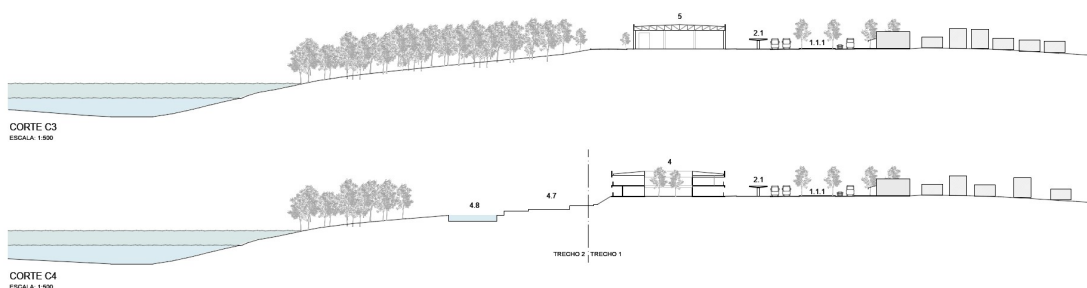 5
2.1
1.1.1
CORTE C3
ESCALA: 1:500
4
2.1
4.7
4.8
1.1.1
TRECHO 2 TRECHO 1
CORTE C4
ESCALA: 1:500